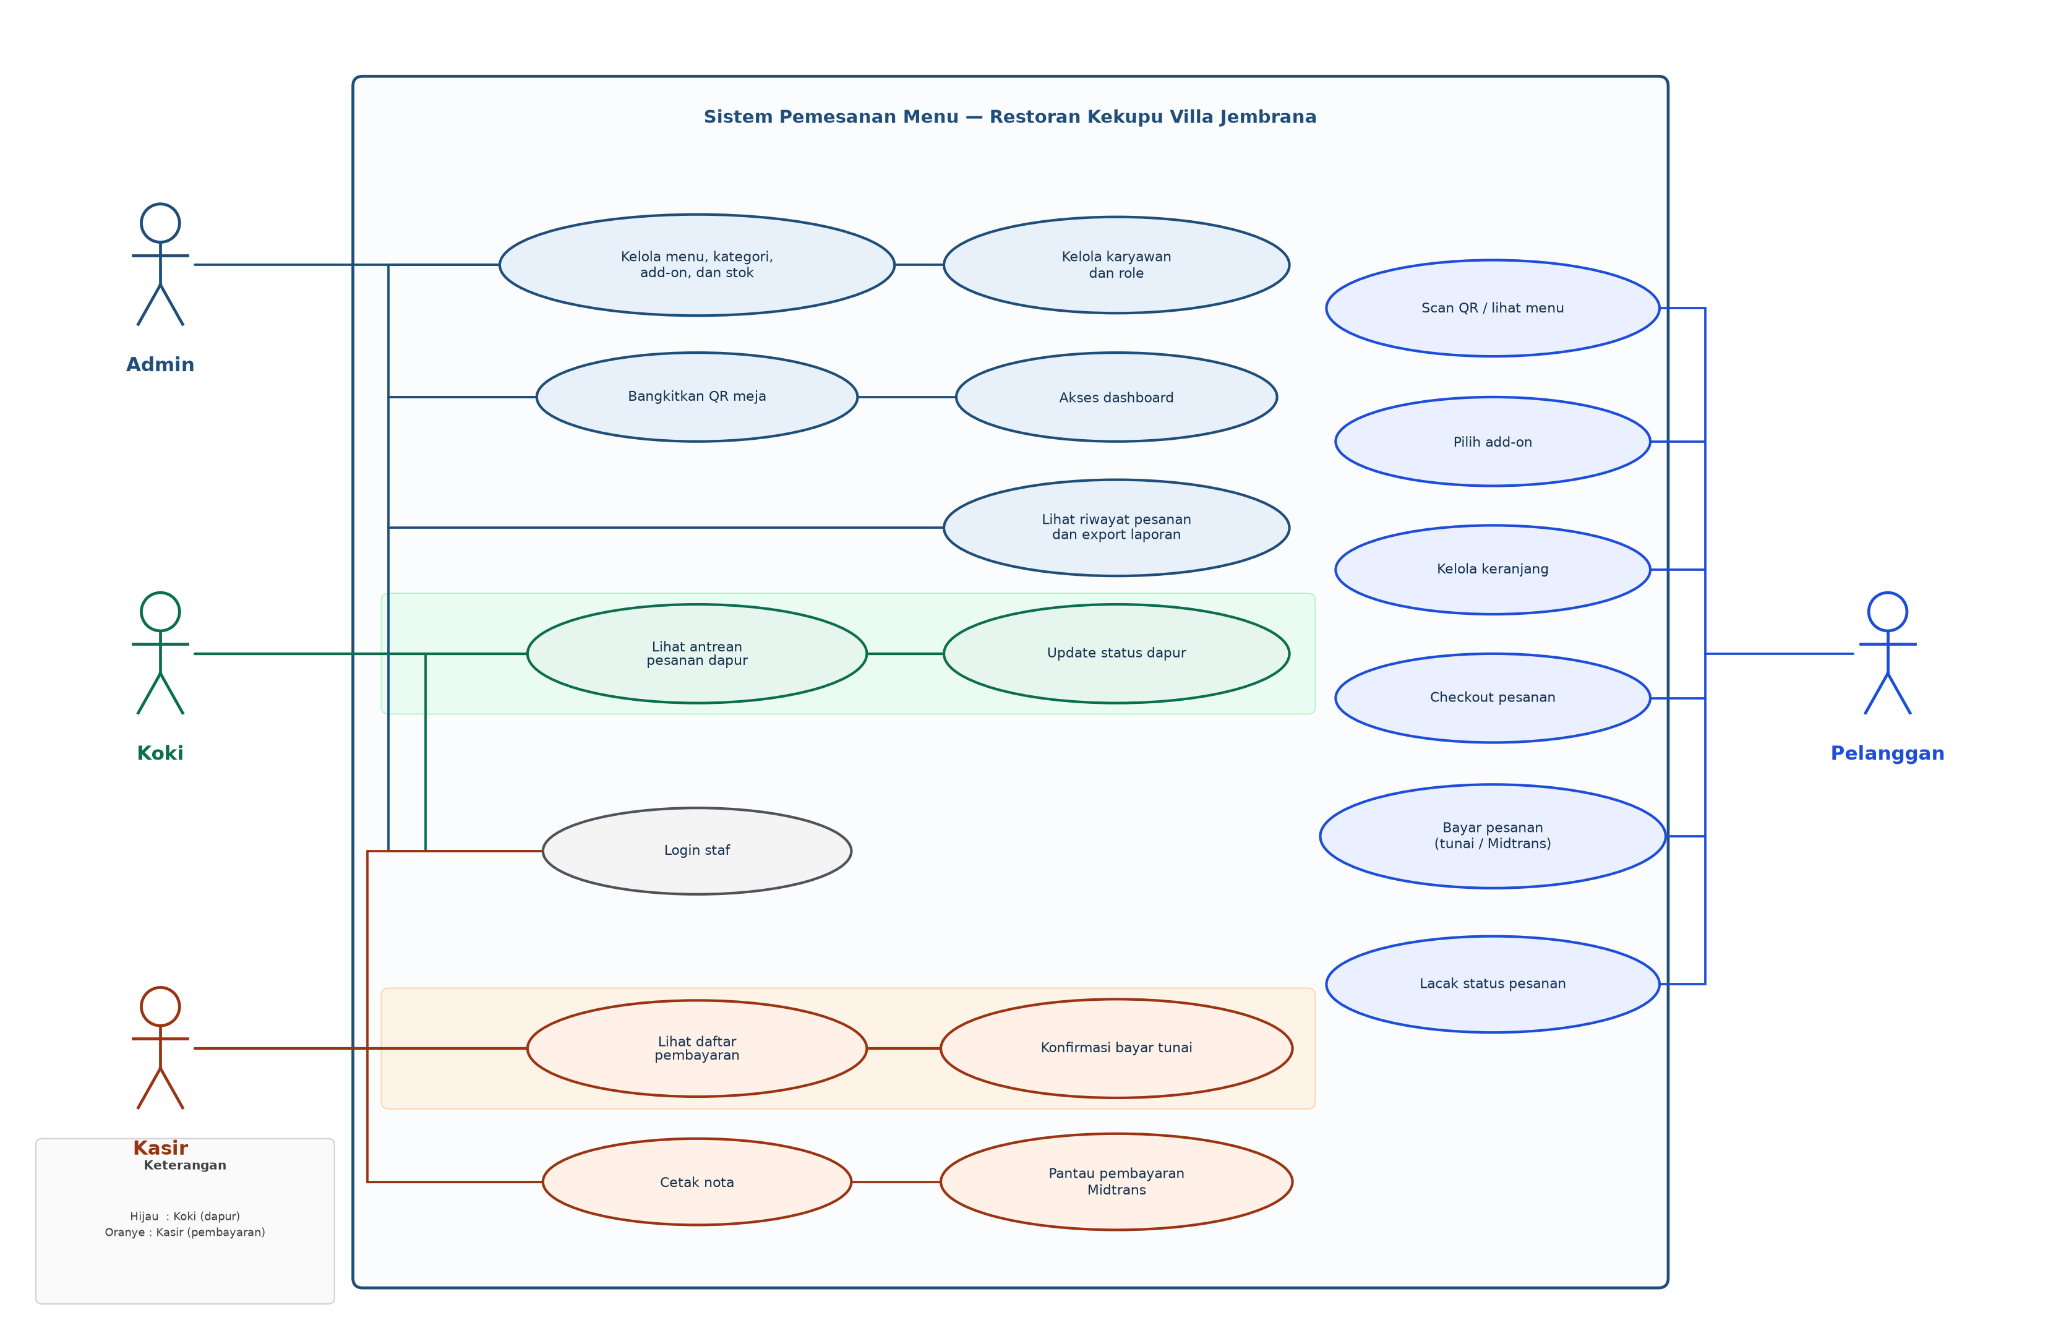 Sistem Pemesanan Menu — Restoran Kekupu Villa Jembrana
Admin
Kelola menu, kategori,
add-on, dan stok
Kelola karyawan
dan role
Bangkitkan QR meja
Akses dashboard
Lihat riwayat pesanan
dan export laporan
Koki
Lihat antrean
pesanan dapur
Update status dapur
Login staf
Kasir
Lihat daftar
pembayaran
Konfirmasi bayar tunai
Cetak nota
Pantau pembayaran
Midtrans
Scan QR / lihat menu
Pilih add-on
Kelola keranjang
Checkout pesanan
Bayar pesanan
(tunai / Midtrans)
Lacak status pesanan
Pelanggan
Keterangan
Hijau : Koki (dapur)
Oranye : Kasir (pembayaran)